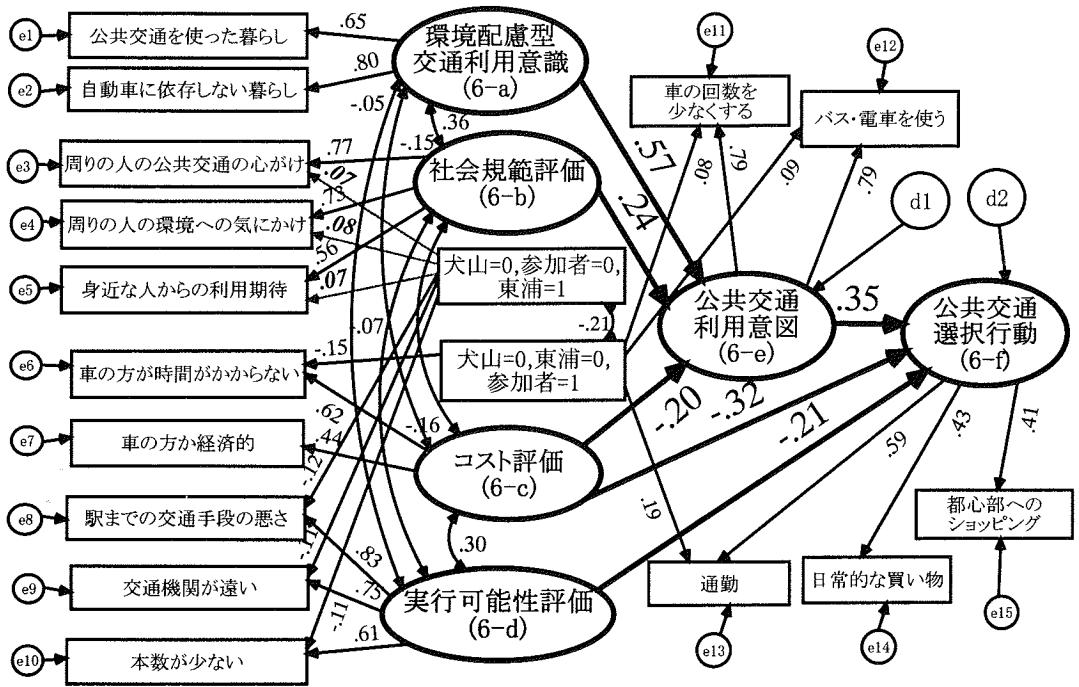 e1
公共交通を使った暮らし
e2
自動車に依存しない暮らし
e3
周りの人の公共交通の心がけ
e4
周りの人の環境への気にかけ
e5
身近な人からの利用期待
e6
車の方が時間がかからない
e7
車の方か経済的
e8
駅までの交通手段の悪さ
e9
交通機関が遠い
e10
本数が少ない
.65
.80
-.05
.36
.77
-.15
.07
.73
.08
.56
.07
-.07
-.15
.62
-.16
.44
-.12
-.11
.83
.75
-.11
.61
.30
環境配慮型
交通利用意識
(6-a)
社会規範評価
(6-b)
犬山=0,参加者=0,
東浦=1
-.21
犬山=0,東浦=0,
参加者=1
コスト評価
(6-c)
実行可能性評価
(6-d)
e11
車の回数を
少なくする
e12
バス・電車を使う
.08
.79
.09
.79
.57
.24
d1
d2
公共交通
利用意図
(6-e)
.35
公共交通
選択行動
(6-f)
-.20
-.32
-.21
.19
.59
.43
.41
通勤
e13
日常的な買い物
e14
都心部への
ショッピング
e15